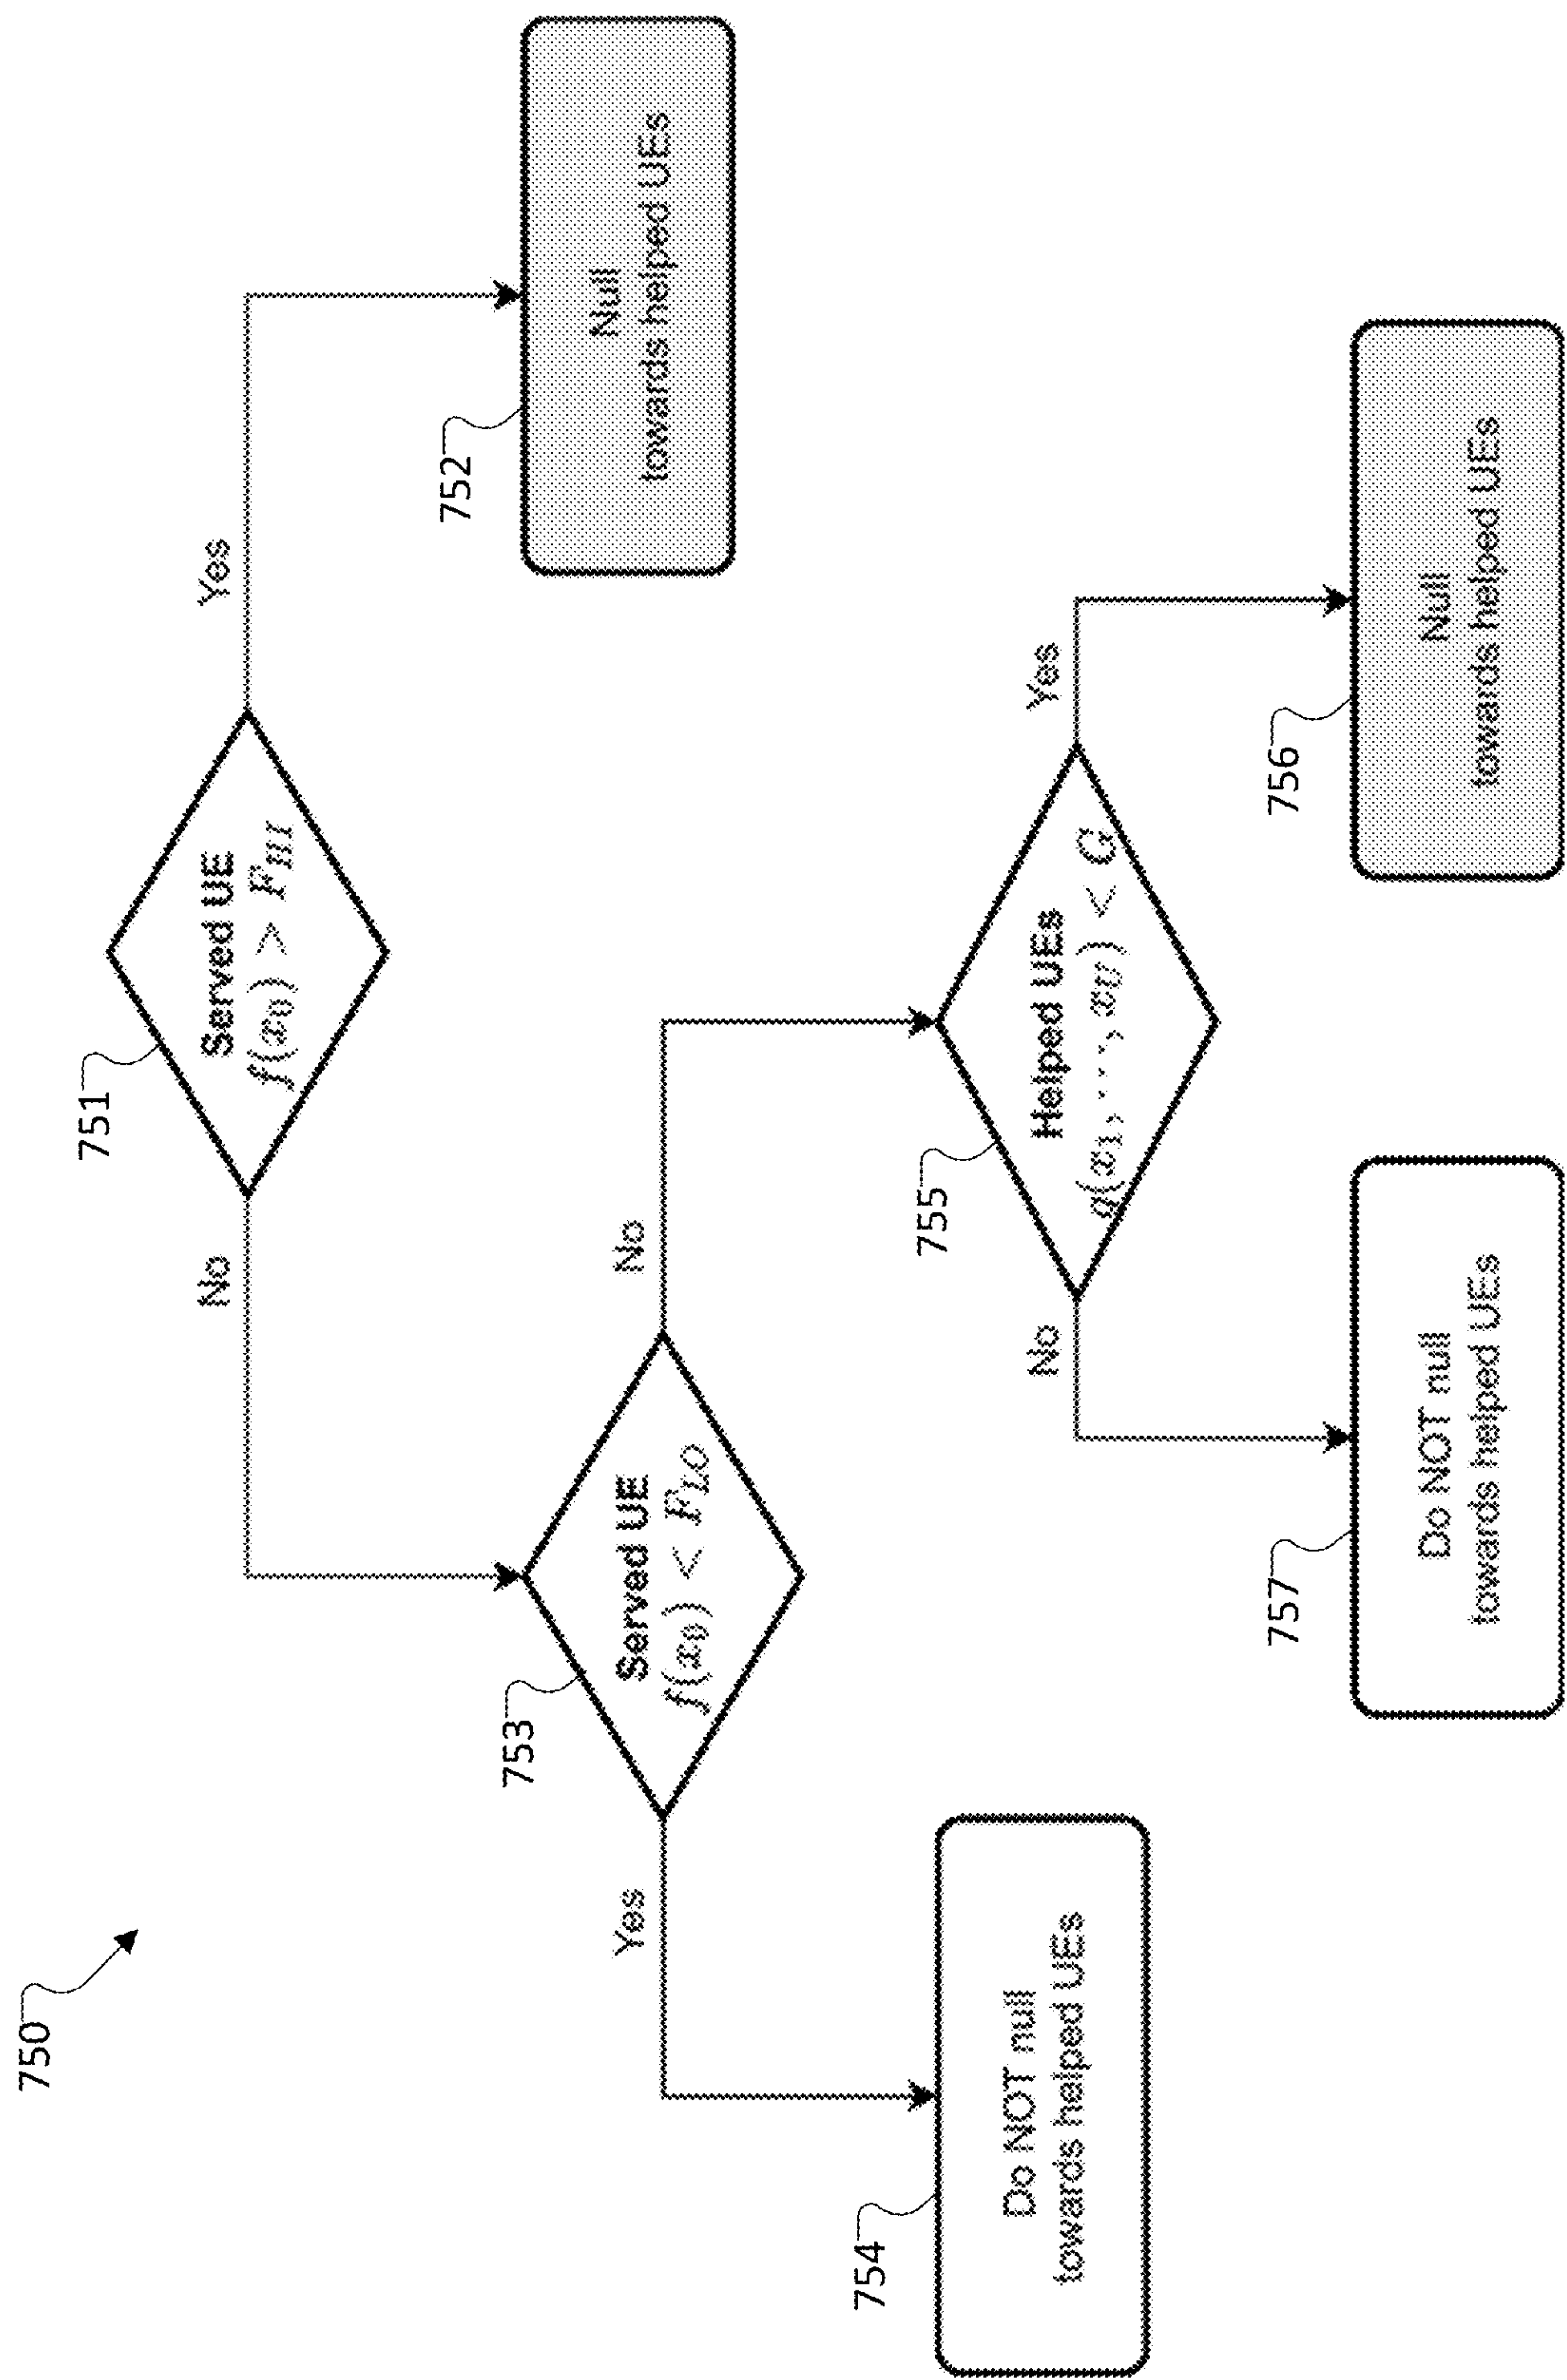 750
751
Served UE
f(x₀) > F_HI
Yes
No
752
Null
towards helped UEs
753
Served UE
f(x₀) < F_LO
Yes
No
754
Do NOT null
towards helped UEs
755
Helped UEs
g(x₁, ···, x_U) < G
No
Yes
757
Do NOT null
towards helped UEs
756
Null
towards helped UEs